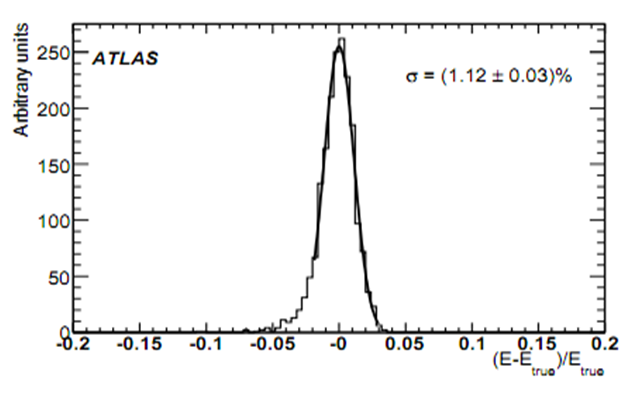 Arbitrary units
250
200
150
100
50
0
ATLAS
σ = (1.12 ± 0.03)%
-0.2 -0.15 -0.1 -0.05 -0 0.05 0.1 0.15 0.2
(E-E_true)/E_true